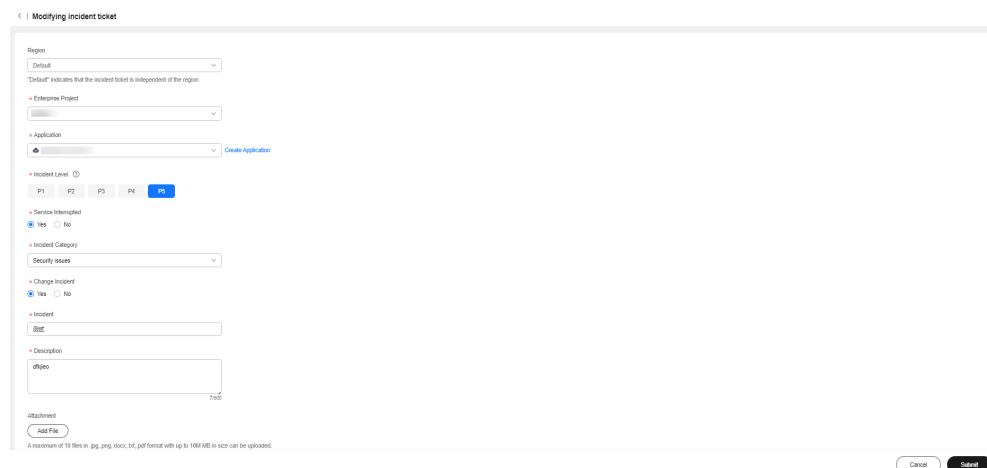 < | Modifying incident ticket
Region
Default
"Default" indicates that the incident ticket is independent of the region.
* Enterprise Project
* Application
Create Application
* Incident Level ?
P1 P2 P3 P4 P5
* Service Interrupted
Yes No
* Incident Category
Security issues
* Change Incident
Yes No
* Incident
* Description
dfkjieo
7/800
Attachment
Add File
A maximum of 10 files in .jpg,.png,.docx,.txt,.pdf format with up to 10M MB in size can be uploaded.
Cancel Submit